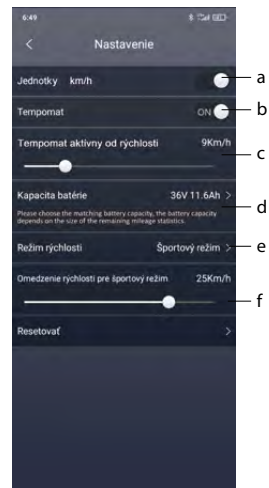 6:49
Nastavenie
Jednotky km/h
a
Tempomat ON
b
Tempomat aktívny od rýchlosti 9Km/h
c
Kapacita batérie 36V 11.6Ah >
Please choose the matching battery capacity, the battery capacity
depends on the size of the remaining mileage statistics.
d
Režim rýchlosti Športový režim >
e
Omedzenie rýchlosti pre športový režim 25Km/h
f
Resetovať >